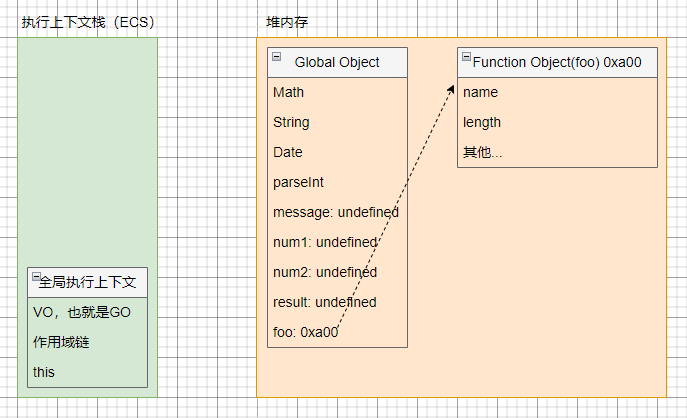 执行上下文栈（ECS）
全局执行上下文
VO，也就是GO
作用域链
this
堆内存
Global Object
Math
String
Date
parseInt
message: undefined
num1: undefined
num2: undefined
result: undefined
foo: 0xa00
Function Object(foo) 0xa00
name
length
其他...